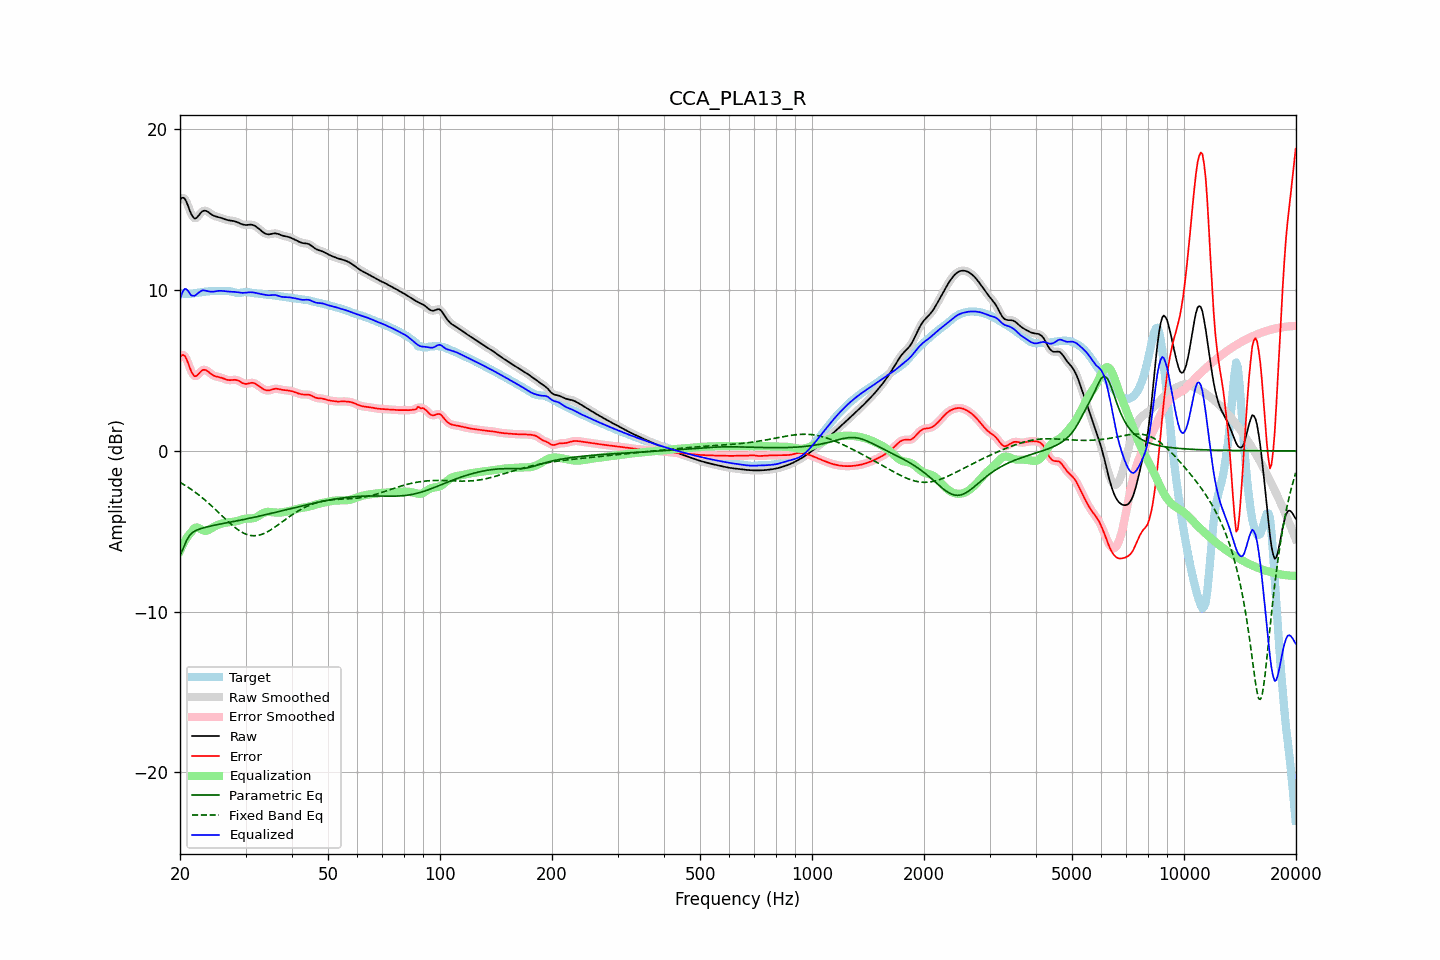 CCA_PLA13_R
Amplitude (dBr)
20
10
0
−10
−20
Target
Raw Smoothed
Error Smoothed
Raw
Error
Equalization
Parametric Eq
Fixed Band Eq
Equalized
20 50 100 200 500 1000 2000 5000 10000 20000
Frequency (Hz)